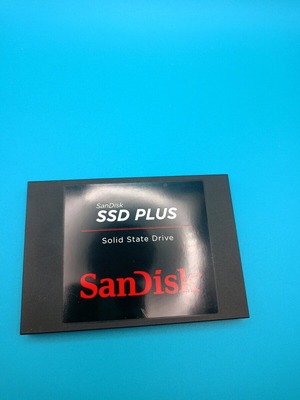 SanDisk
SSD PLUS
Solid State Drive
SanDisk